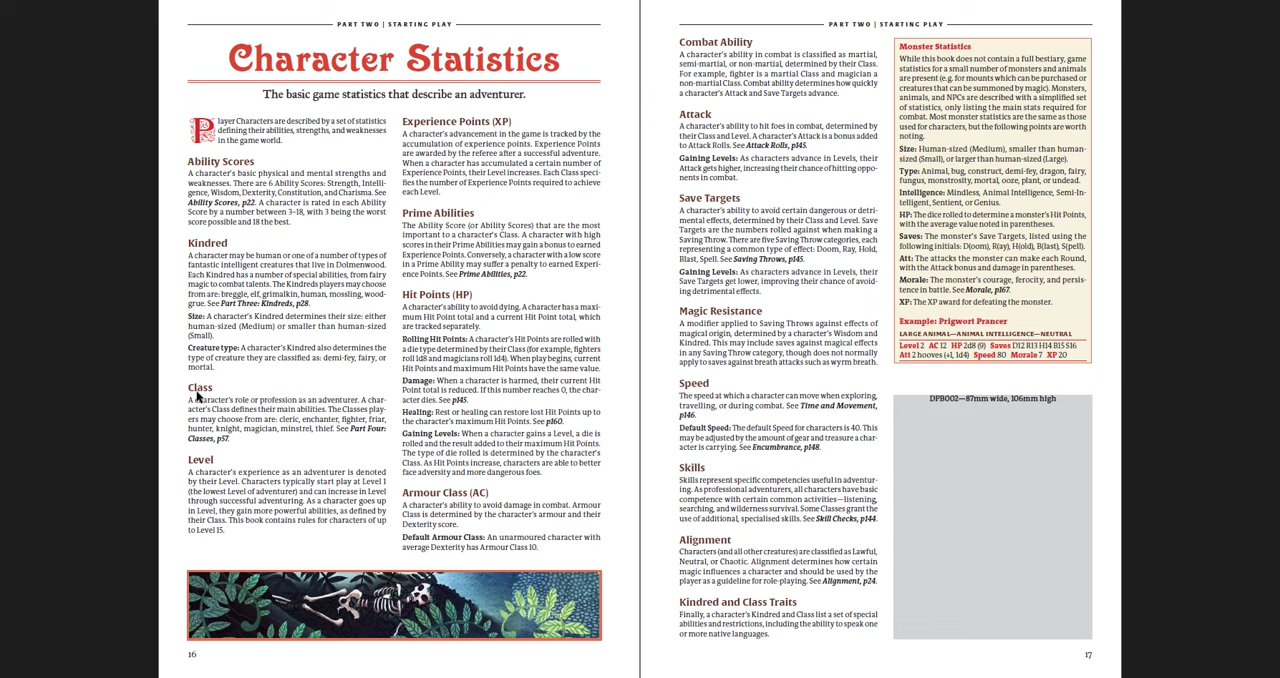 PART TWO | STARTING PLAY
Character Statistics
The basic game statistics that describe an adventurer.
Player Characters are described by a set of statistics
defining their abilities, strengths, and weaknesses
in the game world.
Ability Scores
A character's basic physical and mental strengths and
weaknesses. There are 6 Ability Scores: Strength, Intelli-
gence, Wisdom, Dexterity, Constitution, and Charisma. See
Ability Scores, p22. A character is rated in each Ability
Score by a number between 3–18, with 3 being the worst
score possible and 18 the best.
Kindred
A character may be human or one of a number of types of
fantastic intelligent creatures that live in Dolmenwood.
Each Kindred has a number of special abilities, from fairy
magic to combat talents. The Kindreds players may choose
from are: breggle, elf, grimalkin, human, mossling, wood-
grue. See Part Three: Kindreds, p28.
Size: A character's Kindred determines their size: either
human-sized (Medium) or smaller than human-sized
(Small).
Creature type: A character's Kindred also determines the
type of creature they are classified as: demi-fey, fairy, or
mortal.
Class
A character's role or profession as an adventurer. A char-
acter's Class defines their main abilities. The Classes play-
ers may choose from are: cleric, enchanter, fighter, friar,
hunter, knight, magician, minstrel, thief. See Part Four:
Classes, p57.
Level
A character's experience as an adventurer is denoted
by their Level. Characters typically start play at Level 1
(the lowest Level of adventurer) and can increase in Level
through successful adventuring. As a character goes up
in Level, they gain more powerful abilities, as defined by
their Class. This book contains rules for characters of up
to Level 15.
Experience Points (XP)
A character's advancement in the game is tracked by the
accumulation of experience points. Experience Points
are awarded by the referee after a successful adventure.
When a character has accumulated a certain number of
Experience Points, their Level increases. Each Class speci-
fies the number of Experience Points required to achieve
each Level.
Prime Abilities
The Ability Score (or Ability Scores) that are the most
important to a character's Class. A character with high
scores in their Prime Abilities may gain a bonus to earned
Experience Points. Conversely, a character with a low score
in a Prime Ability may suffer a penalty to earned Experi-
ence Points. See Prime Abilities, p22.
Hit Points (HP)
A character's ability to avoid dying. A character has a maxi-
mum Hit Point total and a current Hit Point total, which
are tracked separately.
Rolling Hit Points: A character's Hit Points are rolled with
a die type determined by their Class (for example, fighters
roll 1d8 and magicians roll 1d4). When play begins, current
Hit Points and maximum Hit Points have the same value.
Damage: When a character is harmed, their current Hit
Point total is reduced. If this number reaches 0, the char-
acter dies. See p145.
Healing: Rest or healing can restore lost Hit Points up to
the character's maximum Hit Points. See p160.
Gaining Levels: When a character gains a Level, a die is
rolled and the result added to their maximum Hit Points.
The type of die rolled is determined by the character's
Class. As Hit Points increase, characters are able to better
face adversity and more dangerous foes.
Armour Class (AC)
A character's ability to avoid damage in combat. Armour
Class is determined by the character's armour and their
Dexterity score.
Default Armour Class: An unarmoured character with
average Dexterity has Armour Class 10.
16
PART TWO | STARTING PLAY
Combat Ability
A character's ability in combat is classified as martial,
semi-martial, or non-martial, determined by their Class.
For example, fighter is a martial Class and magician a
non-martial Class. Combat ability determines how quickly
a character's Attack and Save Targets advance.
Attack
A character's ability to hit foes in combat, determined by
their Class and Level. A character's Attack is a bonus added
to Attack Rolls. See Attack Rolls, p145.
Gaining Levels: As characters advance in Levels, their
Attack gets higher, increasing their chance of hitting oppo-
nents in combat.
Save Targets
A character's ability to avoid certain dangerous or detri-
mental effects, determined by their Class and Level. Save
Targets are the numbers rolled against when making a
Saving Throw. There are five Saving Throw categories, each
representing a common type of effect: Doom, Ray, Hold,
Blast, Spell. See Saving Throws, p145.
Gaining Levels: As characters advance in Levels, their
Save Targets get lower, improving their chance of avoid-
ing detrimental effects.
Magic Resistance
A modifier applied to Saving Throws against effects of
magical origin, determined by a character's Wisdom and
Kindred. This may include saves against magical effects
in any Saving Throw category, though does not normally
apply to saves against breath attacks such as wyrm breath.
Speed
The speed at which a character can move when exploring,
travelling, or during combat. See Time and Movement,
p146.
Default Speed: The default Speed for characters is 40. This
may be adjusted by the amount of gear and treasure a char-
acter is carrying. See Encumbrance, p148.
Skills
Skills represent specific competencies useful in adventur-
ing. As professional adventurers, all characters have basic
competence with certain common activities—listening,
searching, and wilderness survival. Some Classes grant the
use of additional, specialised skills. See Skill Checks, p144.
Alignment
Characters (and all other creatures) are classified as Lawful,
Neutral, or Chaotic. Alignment determines how certain
magic influences a character and should be used by the
player as a guideline for role-playing. See Alignment, p24.
Kindred and Class Traits
Finally, a character's Kindred and Class list a set of special
abilities and restrictions, including the ability to speak one
or more native languages.
Monster Statistics
While this book does not contain a full bestiary, game
statistics for a small number of monsters and animals
are present (e.g. for mounts which can be purchased or
creatures that can be summoned by magic). Monsters,
animals, and NPCs are described with a simplified set
of statistics, only listing the main stats required for
combat. Most monster statistics are the same as those
used for characters, but the following points are worth
noting.
Size: Human-sized (Medium), smaller than human-
sized (Small), or larger than human-sized (Large).
Type: Animal, bug, construct, demi-fey, dragon, fairy,
fungus, monstrosity, mortal, ooze, plant, or undead.
Intelligence: Mindless, Animal Intelligence, Semi-In-
telligent, Sentient, or Genius.
HP: The dice rolled to determine a monster's Hit Points,
with the average value noted in parenthesis.
Saves: The monster's Save Targets, listed using the
following initials: D(oom), R(ay), H(old), B(last), S(pell).
Att: The attacks the monster can make each Round,
with the Attack bonus and damage in parentheses.
Morale: The monster's courage, ferocity, and persis-
tence in battle. See Morale, p167.
XP: The XP award for defeating the monster.
Example: Prigwort Prancer
LARGE ANIMAL—ANIMAL INTELLIGENCE—NEUTRAL
Level 2 AC 12 HP 2d8 (9) Saves D12 R13 H14 B15 S16
Att 2 hooves (+1, 1d4) Speed 80 Morale 7 XP 20
DPB002—87mm wide, 106mm high
17